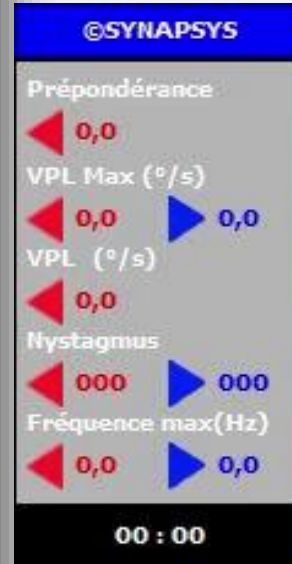 ©SYNAPSYS
Prépondérance
0,0
VPL Max (°/s)
0,0 0,0
VPL (°/s)
0,0
Nystagmus
000 000
Fréquence max(Hz)
0,0 0,0
00 : 00